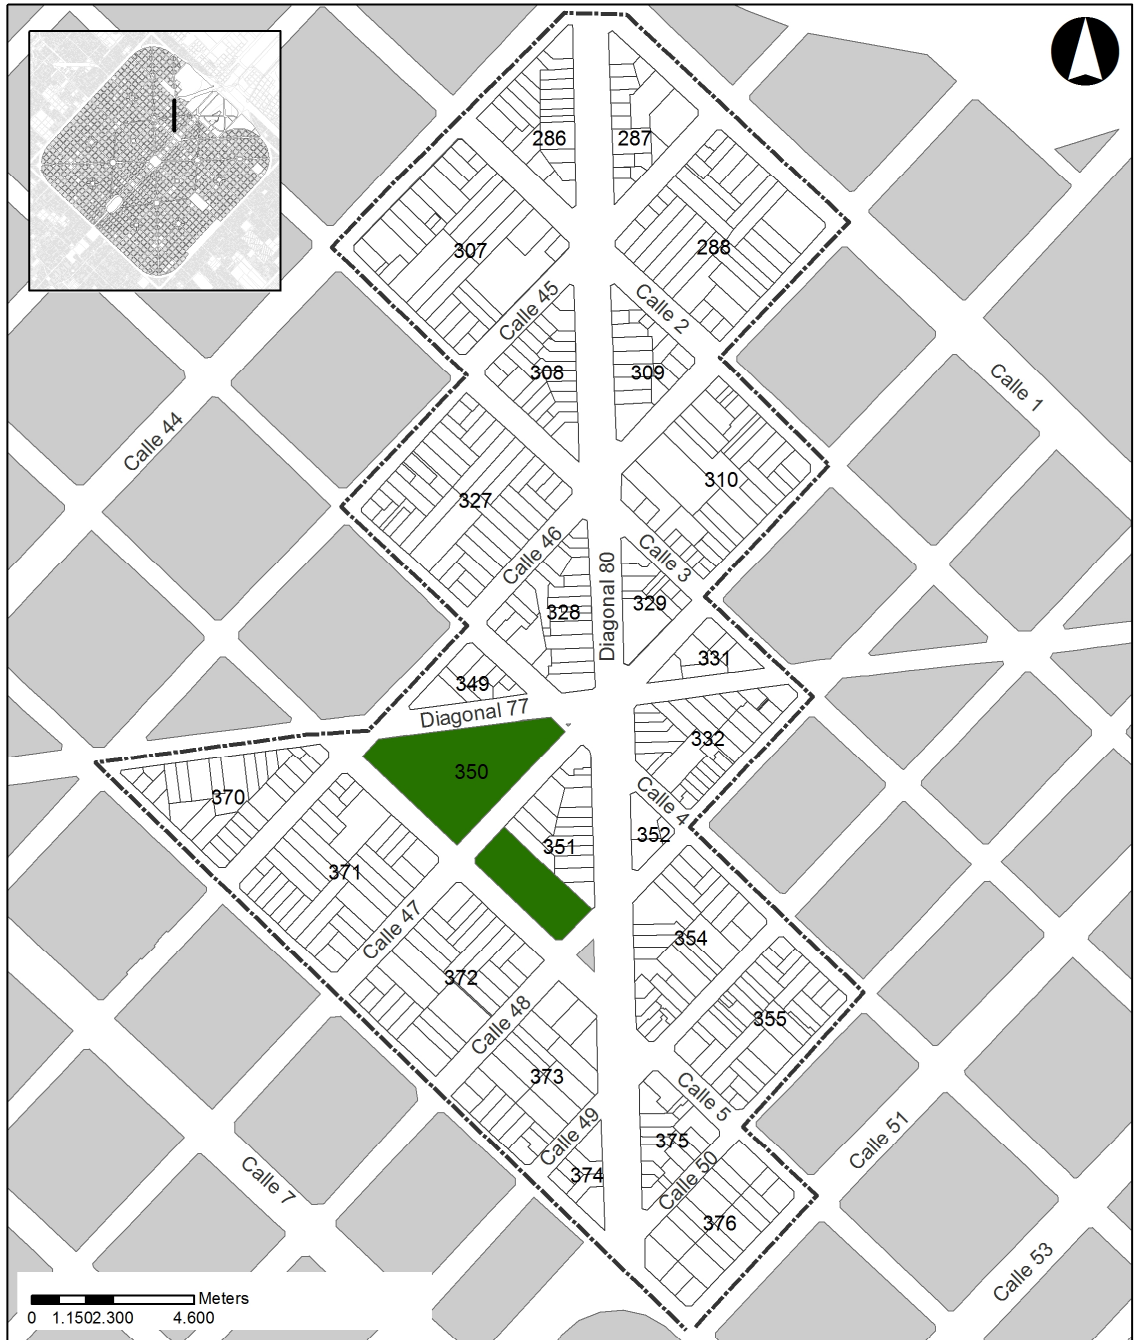 286
287
307
288
Calle 45
Calle 2
308
309
Calle 1
Calle 44
327
310
Calle 46
Calle 3
Diagonal 80
328
329
331
349
Diagonal 77
332
350
370
Calle 4
352
351
371
Calle 47
354
372
Calle 48
355
373
Calle 5
Calle 49
375
Calle 51
374
Calle 50
Calle 7
376
Calle 53
Meters
0 1.150 2.300 4.600